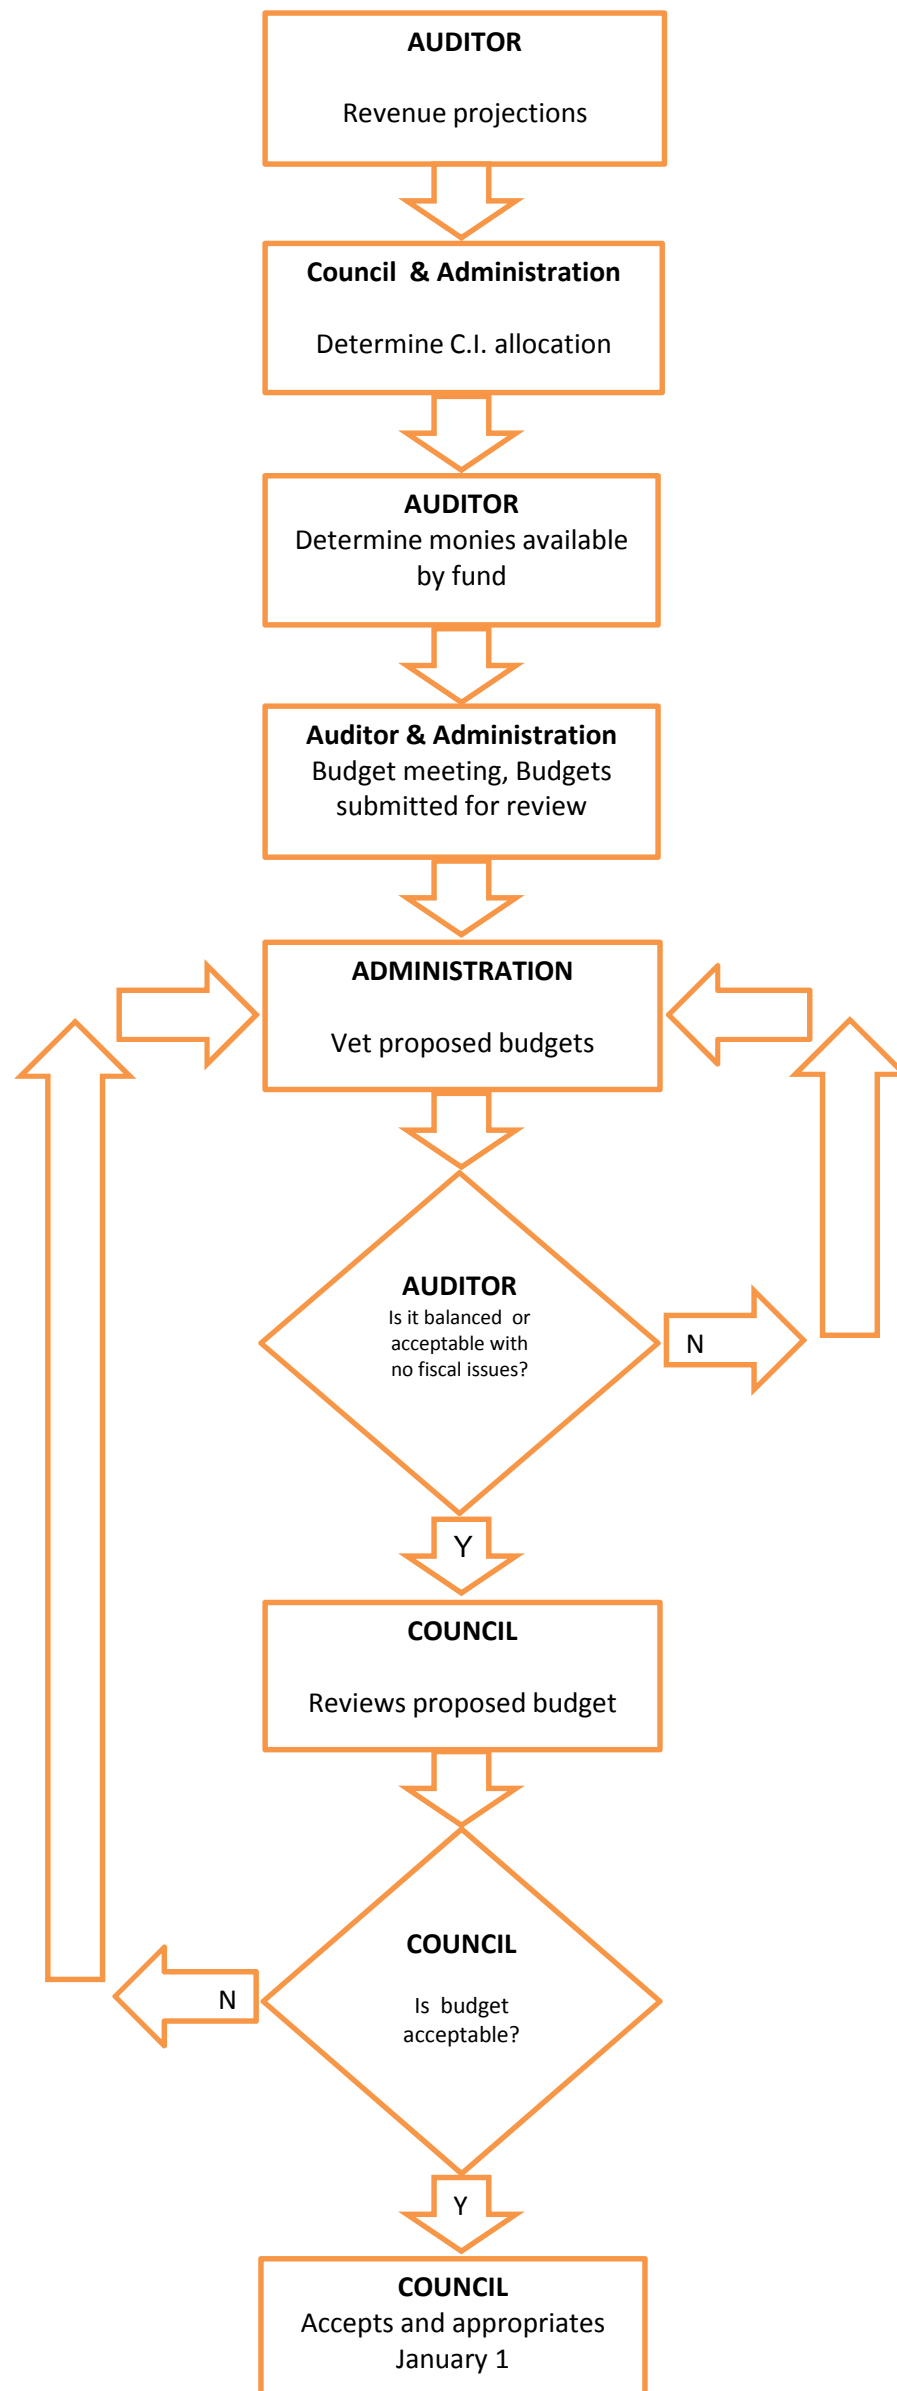 AUDITOR
Revenue projections
Council & Administration
Determine C.I. allocation
AUDITOR
Determine monies available
by fund
Auditor & Administration
Budget meeting, Budgets
submitted for review
ADMINISTRATION
Vet proposed budgets
AUDITOR
Is it balanced or
acceptable with
no fiscal issues?
N
Y
COUNCIL
Reviews proposed budget
COUNCIL
Is budget
acceptable?
N
Y
COUNCIL
Accepts and appropriates
January 1